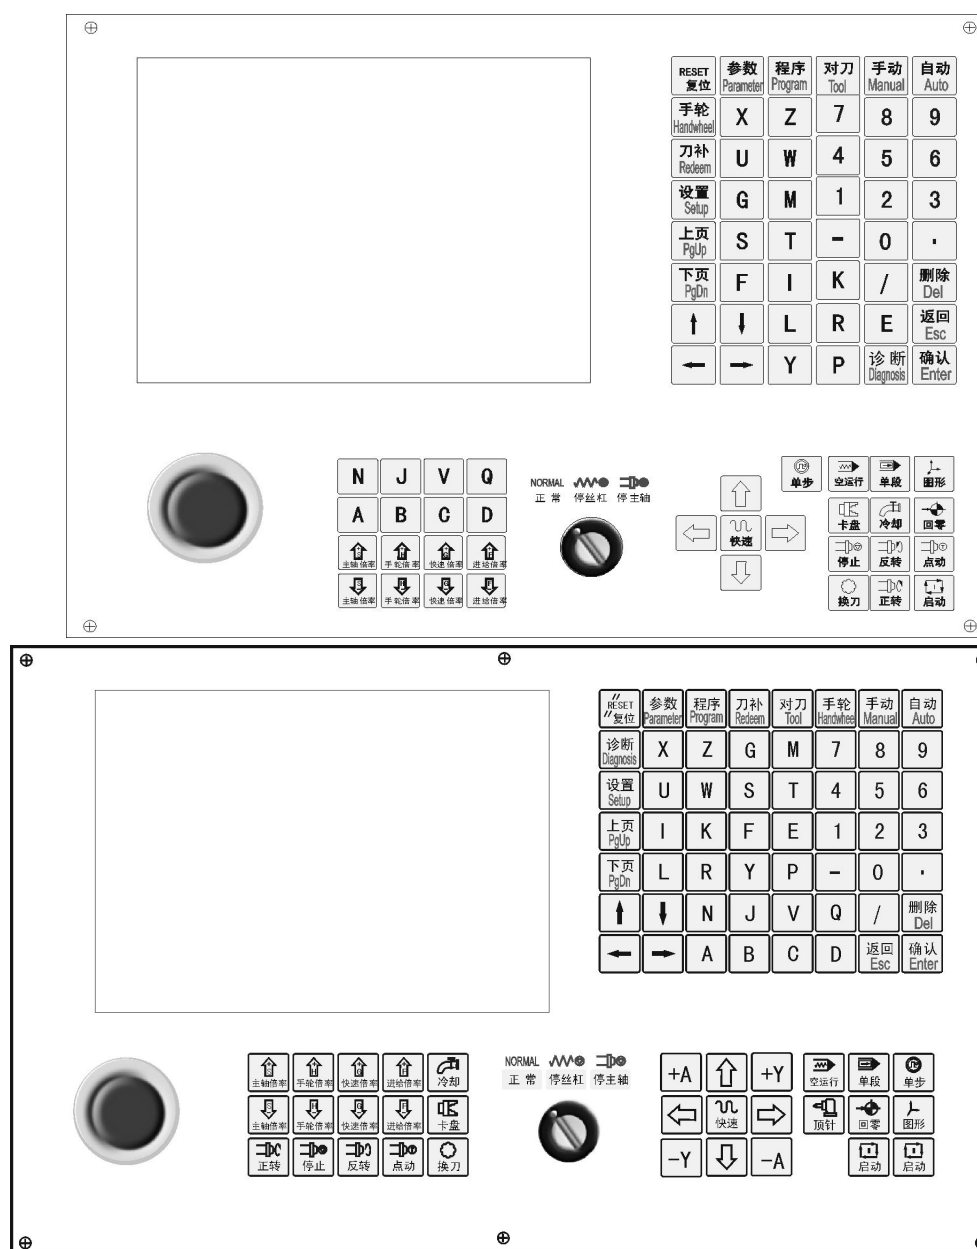 RESET 参数 程序 对刀 手动 自动
复位 Parameter Program Tool Manual Auto
手轮 X Z 7 8 9
Handwheel
刀补 U W 4 5 6
Redeem
设置 G M 1 2 3
Setup
上页 S T - 0 .
PgUp
下页 F I K / 删除
PgDn Del
L R E 返回
Esc
Y P 诊断 确认
Diagnosis Enter
N J V Q
A B C D
S H G F
主轴倍率 手轮倍率 快速倍率 进给倍率
S H G F
主轴倍率 手轮倍率 快速倍率 进给倍率
NORMAL
正常 停丝杠 停主轴
快速
单步 空运行 单段 图形
卡盘 冷却 回零
停止 反转 点动
换刀 正转 启动
RESET 参数 程序 刀补 对刀 手轮 手动 自动
复位 Parameter Program Redeem Tool Handwheel Manual Auto
诊断 X Z G M 7 8 9
Diagnosis
设置 U W S T 4 5 6
Setup
上页 I K F E 1 2 3
PgUp
下页 L R Y P - 0 .
PgDn
N J V Q / 删除
Del
A B C D 返回 确认
Esc Enter
S H G F
主轴倍率 手轮倍率 快速倍率 进给倍率 冷却
S H G F
主轴倍率 手轮倍率 快速倍率 进给倍率 卡盘
正转 停止 反转 点动 换刀
NORMAL
正常 停丝杠 停主轴
+A +Y
快速
-Y -A
空运行 单段 单步
顶针 回零 图形
启动 启动